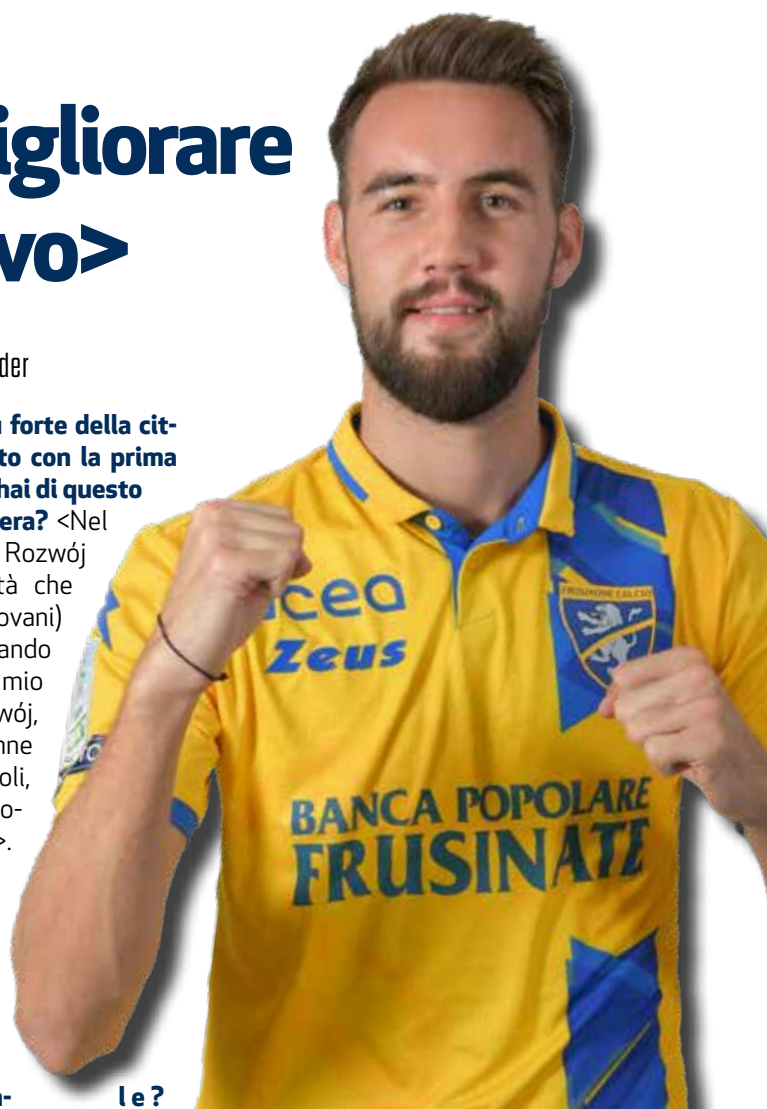 igliorare
vo>
der
forte della cit-
to con la prima
hai di questo
era? <Nel
Rozwój
tà che
ovani)
ando
mio
wój,
nne
oli,
o-
>.
le?
acea
Zeus
FROSINONE CALCIO
BANCA POPOLARE
FRUSINATE